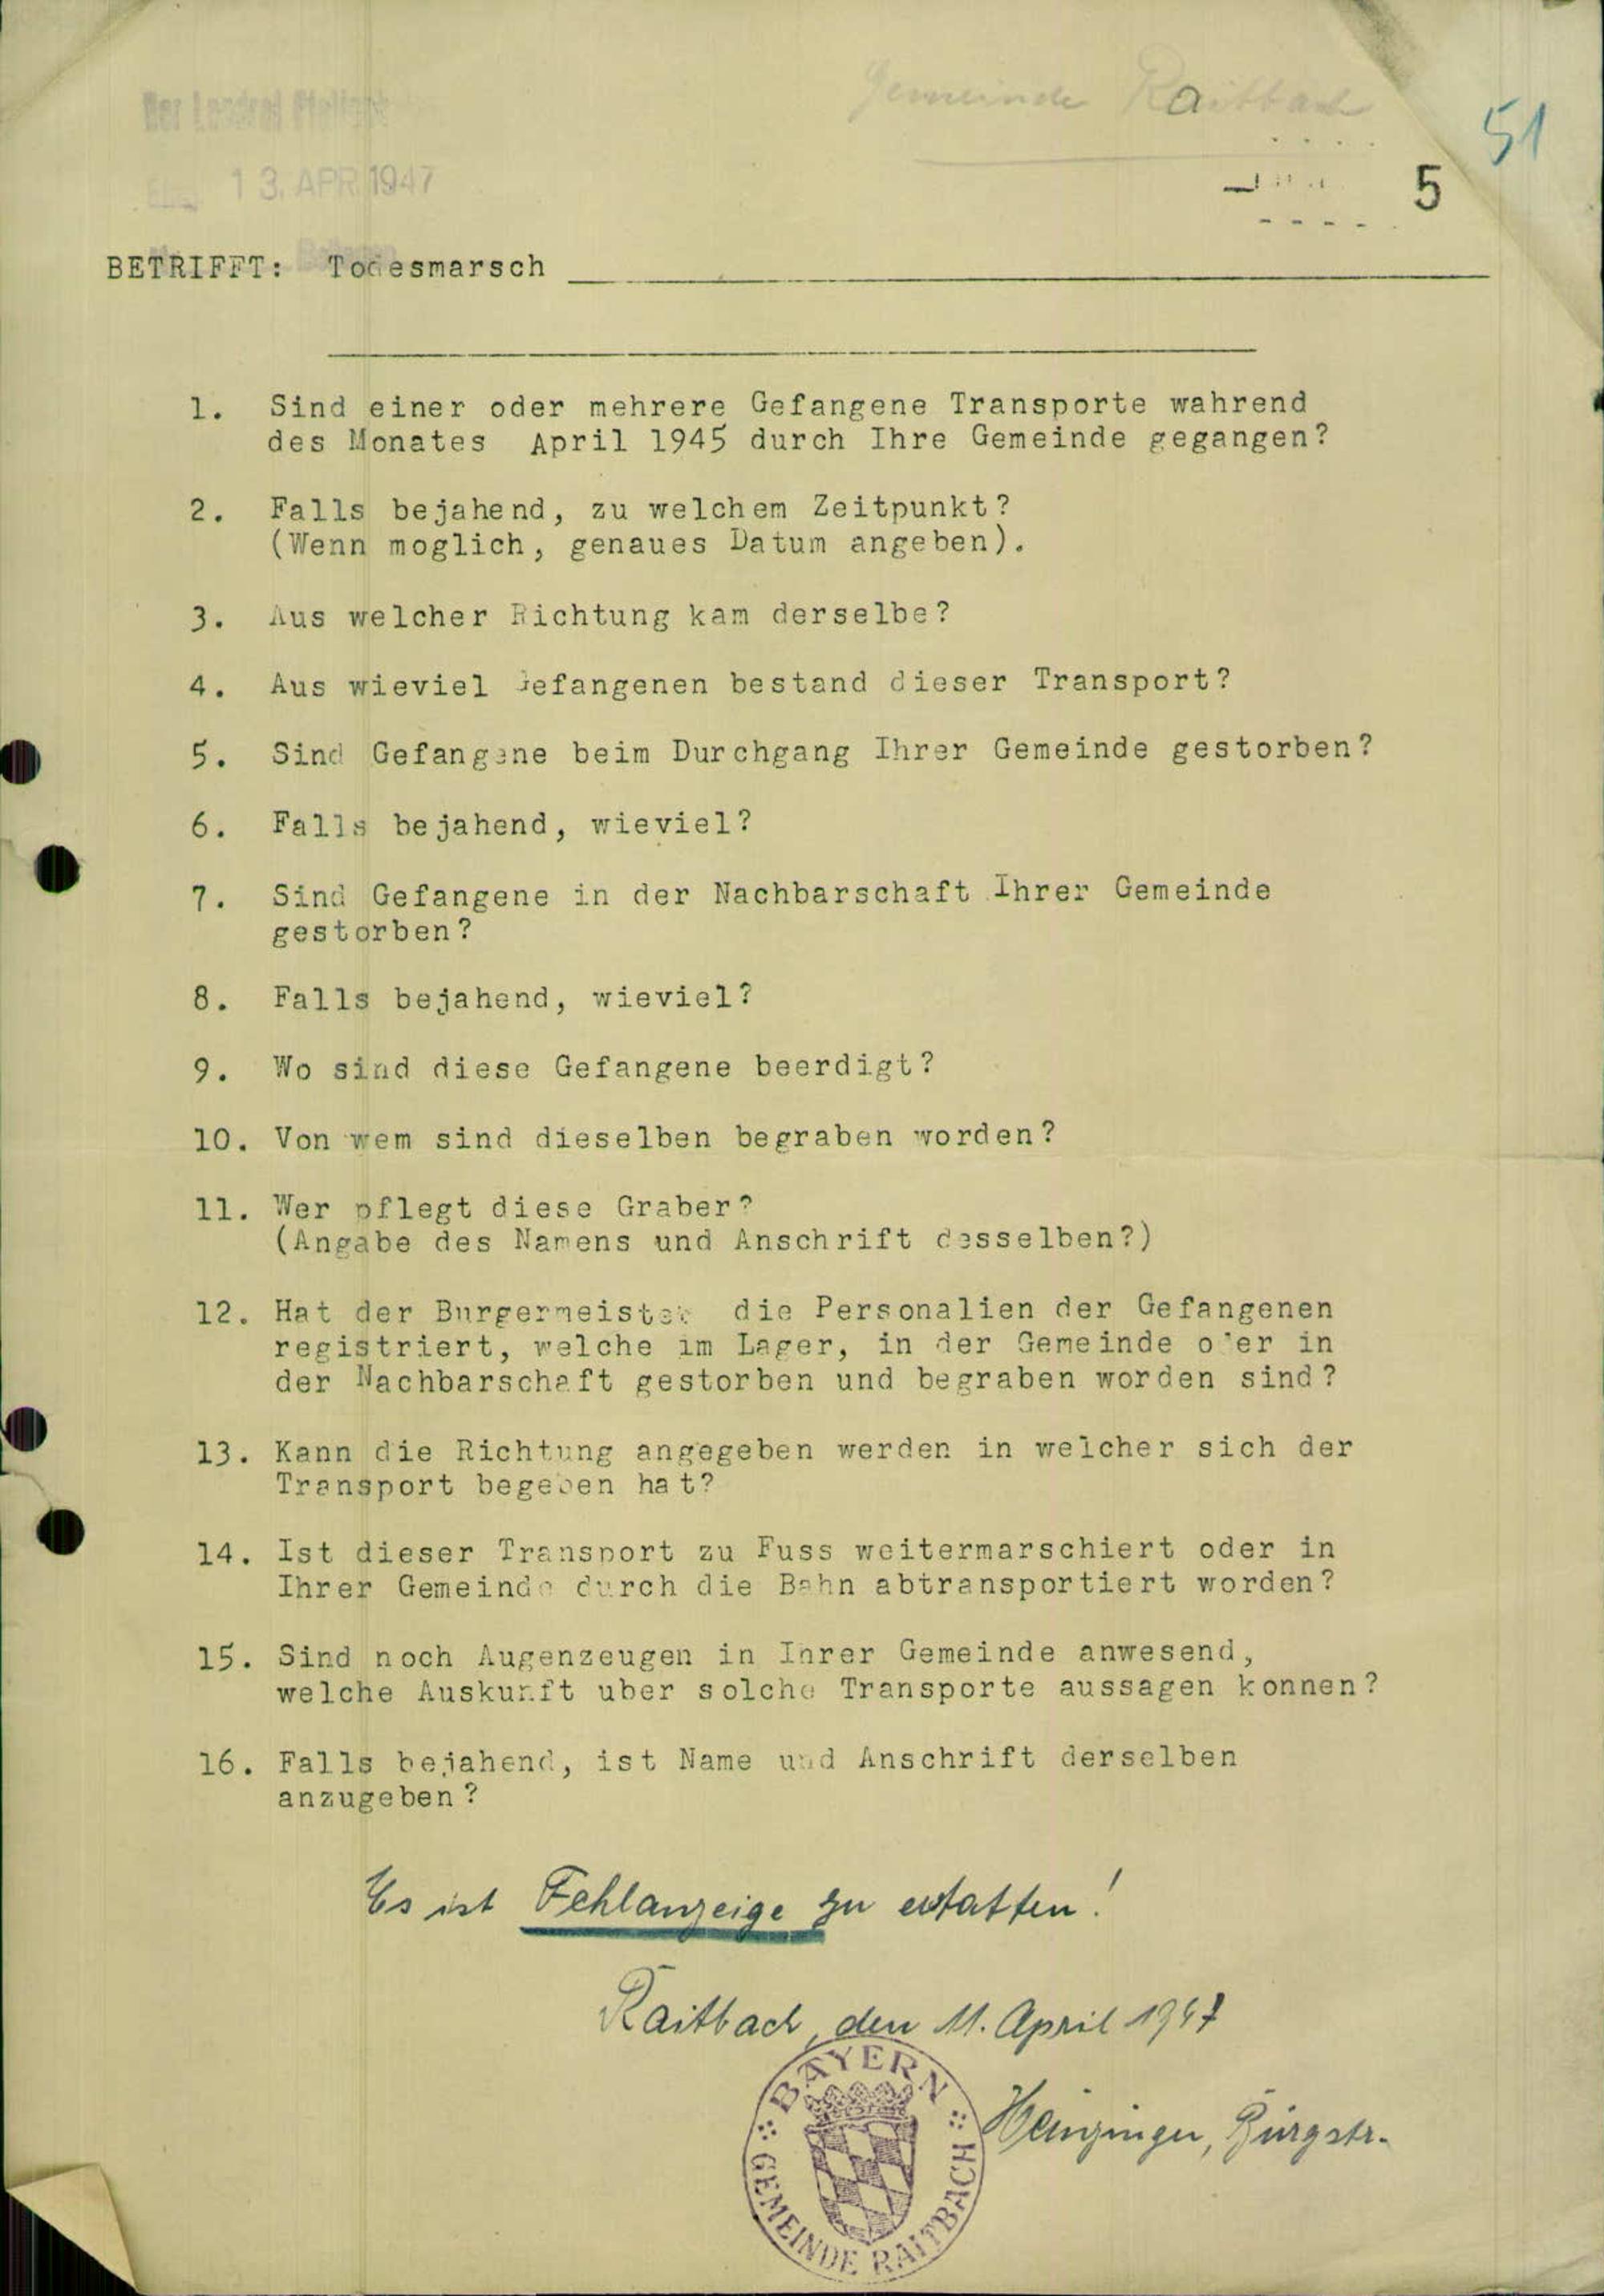 Der Landrat
Gemeinde Raitbach
51
13. APR 1947
5
BETRIFFT: Todesmarsch
1. Sind einer oder mehrere Gefangene Transporte wahrend
des Monates April 1945 durch Ihre Gemeinde gegangen?
2. Falls bejahend, zu welchem Zeitpunkt?
(Wenn moglich, genaues Datum angeben).
3. Aus welcher Richtung kam derselbe?
4. Aus wieviel Gefangenen bestand dieser Transport?
5. Sind Gefangene beim Durchgang Ihrer Gemeinde gestorben?
6. Falls bejahend, wieviel?
7. Sind Gefangene in der Nachbarschaft Ihrer Gemeinde
gestorben?
8. Falls bejahend, wieviel?
9. Wo sind diese Gefangene beerdigt?
10. Von wem sind dieselben begraben worden?
11. Wer pflegt diese Graber?
(Angabe des Namens und Anschrift desselben?)
12. Hat der Burgermeister die Personalien der Gefangenen
registriert, welche im Lager, in der Gemeinde oder in
der Nachbarschaft gestorben und begraben worden sind?
13. Kann die Richtung angegeben werden in welcher sich der
Transport begeben hat?
14. Ist dieser Transport zu Fuss weitermarschiert oder in
Ihrer Gemeinde durch die Bahn abtransportiert worden?
15. Sind noch Augenzeugen in Ihrer Gemeinde anwesend,
welche Auskunft uber solche Transporte aussagen konnen?
16. Falls bejahend, ist Name und Anschrift derselben
anzugeben?
Es ist Fehlanzeige zu erstatten!
Raitbach, den 11. April 1947
BAYERN
GEMEINDE RAITBACH
Bürgstr.